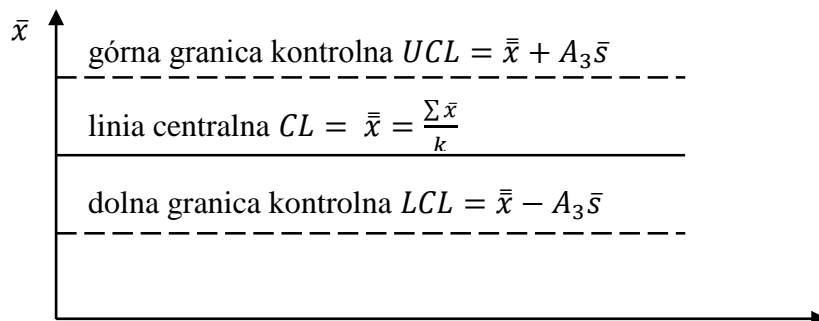 x̄
górna granica kontrolna UCL = x̿ + A₃s̄
linia centralna CL = x̿ = ∑ x̄ / k
dolna granica kontrolna LCL = x̿ − A₃s̄